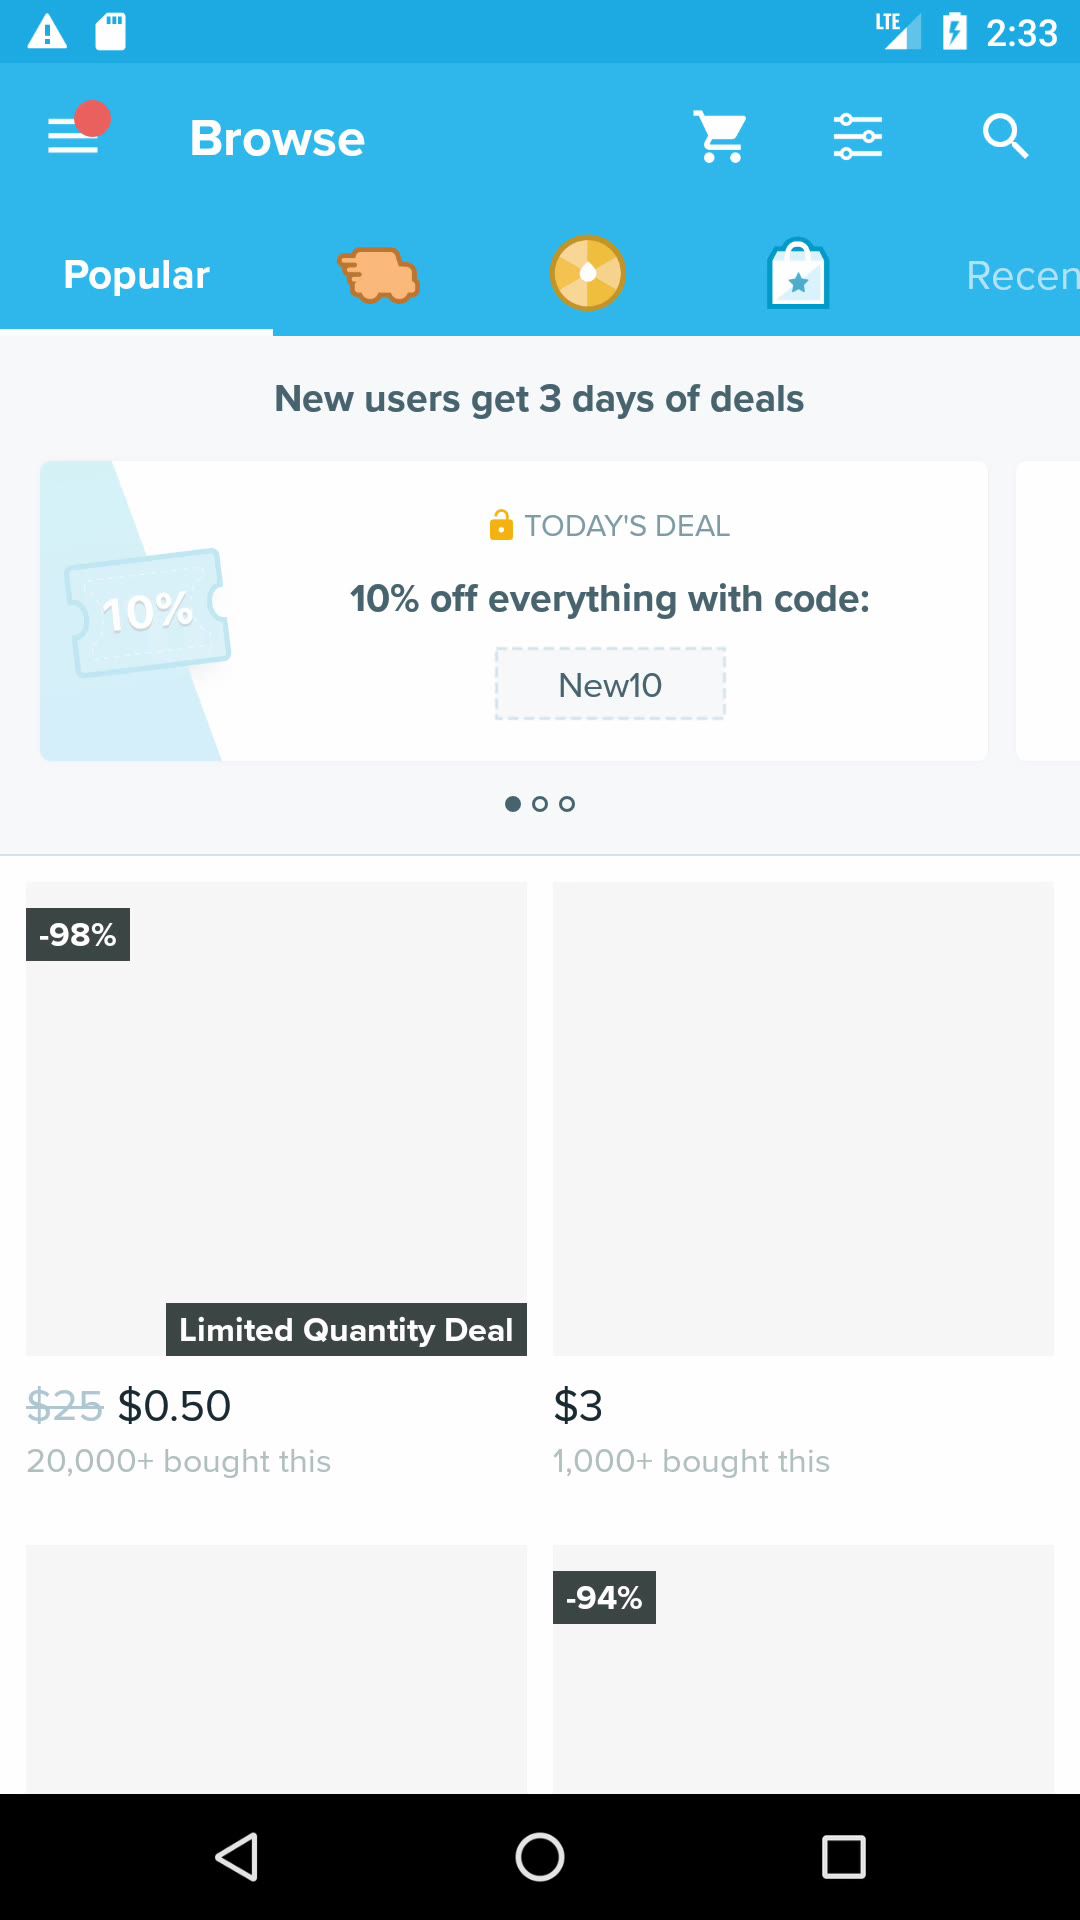 LTE 2:33
Browse
Popular
Recen
New users get 3 days of deals
TODAY'S DEAL
10% off everything with code:
10%
New10
-98%
Limited Quantity Deal
$25 $0.50
20,000+ bought this
$3
1,000+ bought this
-94%